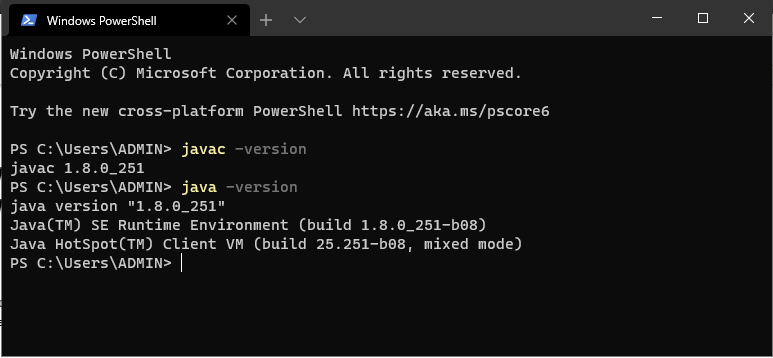 Windows PowerShell
Windows PowerShell
Copyright (C) Microsoft Corporation. All rights reserved.
Try the new cross-platform PowerShell https://aka.ms/pscore6
PS C:\Users\ADMIN> javac -version
javac 1.8.0_251
PS C:\Users\ADMIN> java -version
java version "1.8.0_251"
Java(TM) SE Runtime Environment (build 1.8.0_251-b08)
Java HotSpot(TM) Client VM (build 25.251-b08, mixed mode)
PS C:\Users\ADMIN>